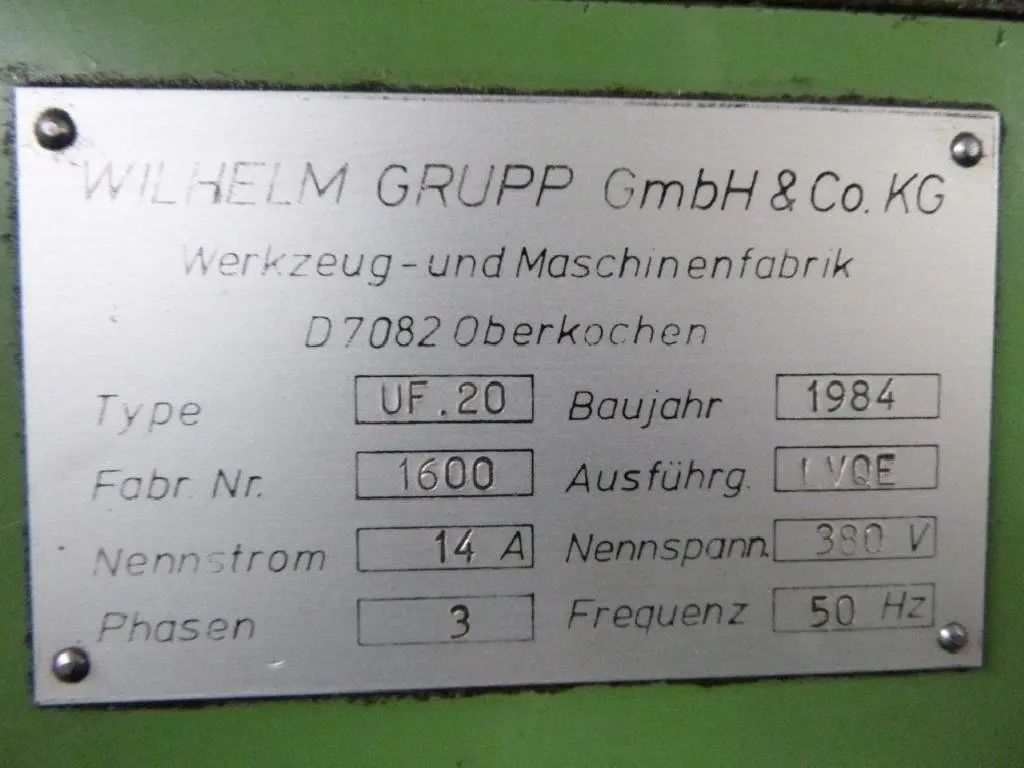 WILHELM GRUPP GmbH & Co. KG
Werkzeug-und Maschinenfabrik
D 7082 Oberkochen
Type UF.20 Baujahr 1984
Fabr. Nr. 1600 Ausführg.
Nennstrom 14 A Nennspann. 380 V
Phasen 3 Frequenz 50 Hz